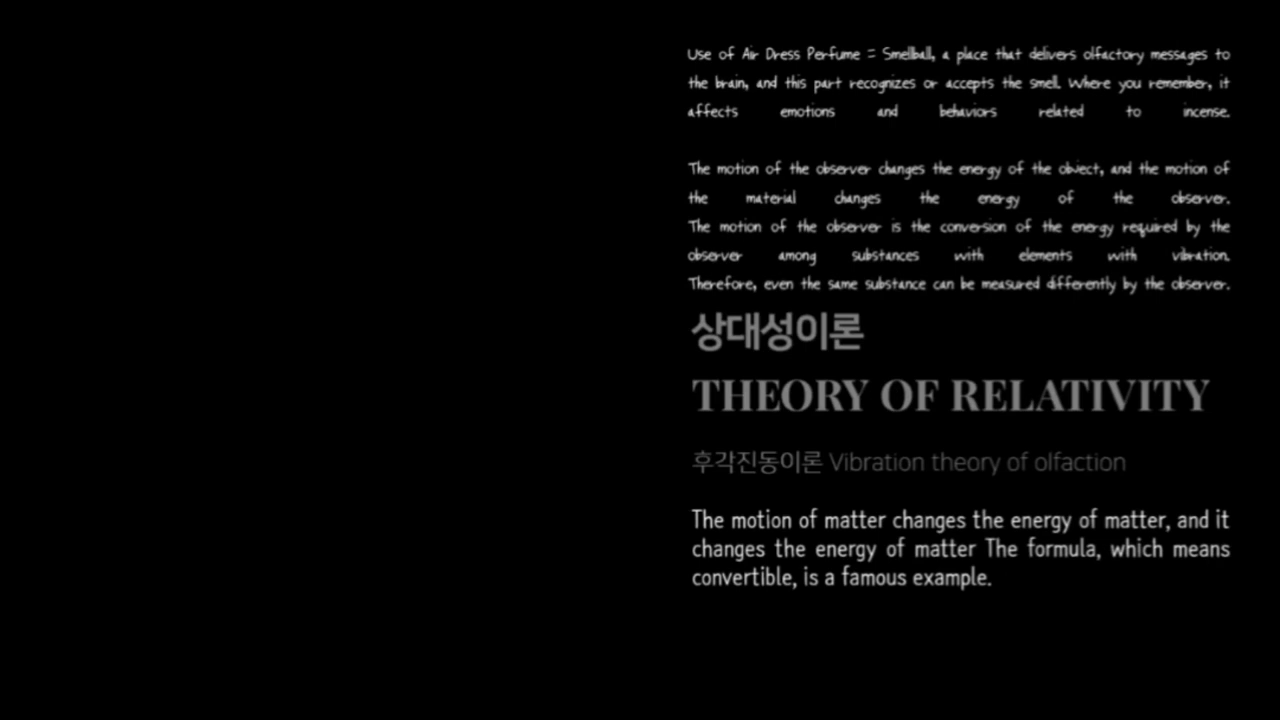 Use of Air Dress Perfume = Smellball, a place that delivers olfactory messages to
the brain, and this part recognizes or accepts the smell. Where you remember, it
affects emotions and behaviors related to incense.
The motion of the observer changes the energy of the object, and the motion of
the material changes the energy of the observer.
The motion of the observer is the conversion of the energy required by the
observer among substances with elements with vibration.
Therefore, even the same substance can be measured differently by the observer.
상대성이론
THEORY OF RELATIVITY
후각진동이론 Vibration theory of olfaction
The motion of matter changes the energy of matter, and it
changes the energy of matter The formula, which means
convertible, is a famous example.